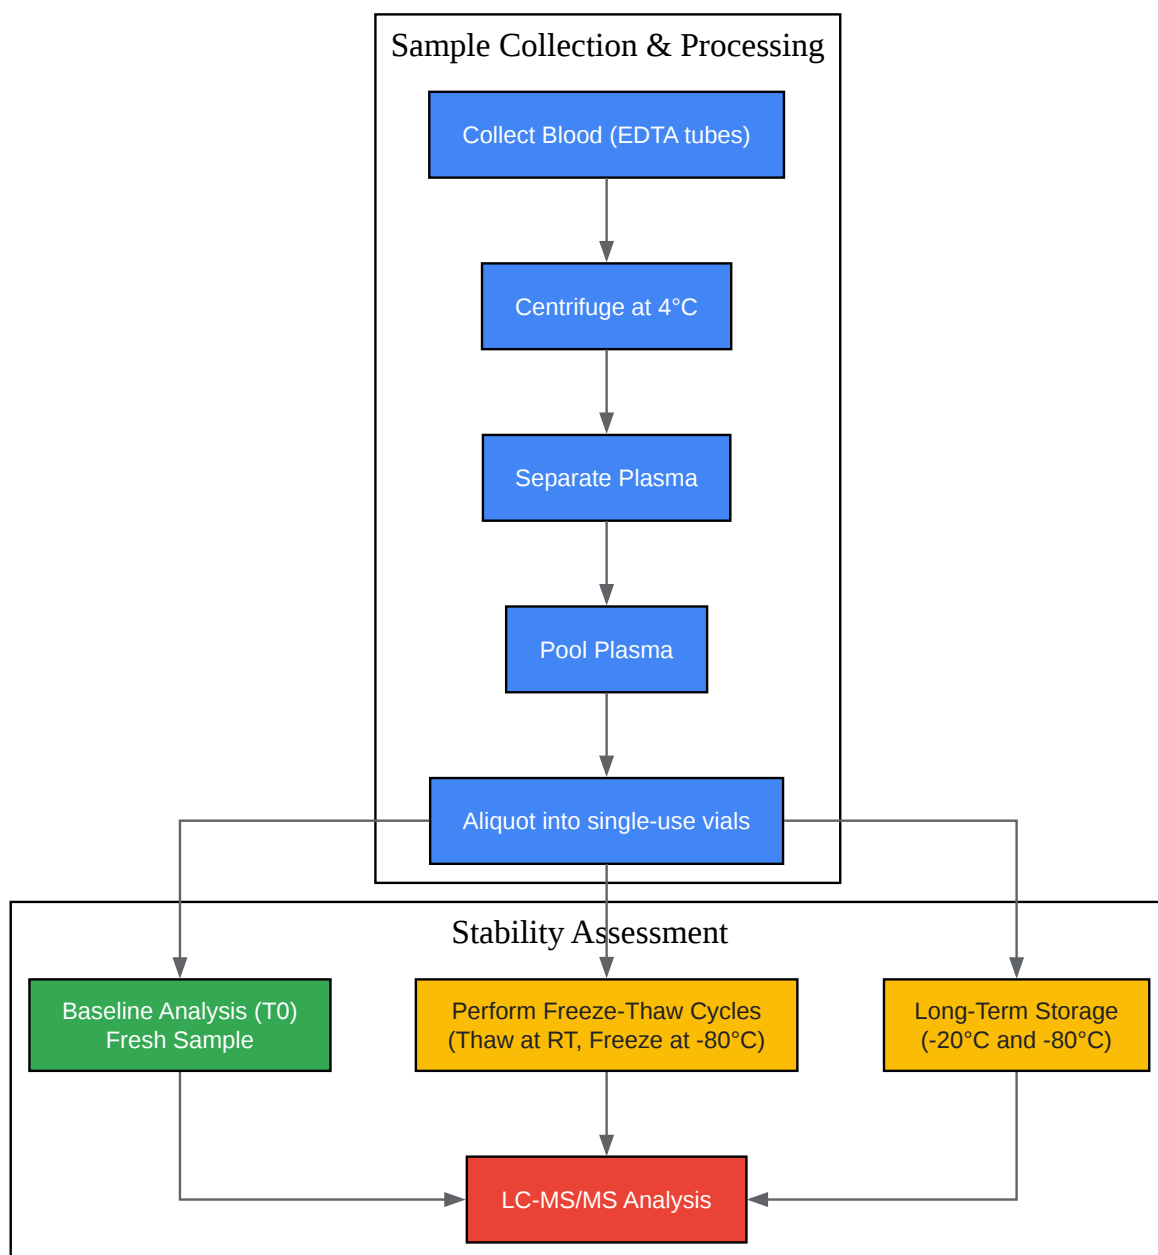 Sample Collection & Processing
Collect Blood (EDTA tubes)
Centrifuge at 4°C
Separate Plasma
Pool Plasma
Aliquot into single-use vials
Stability Assessment
Baseline Analysis (T0)
Fresh Sample
Perform Freeze-Thaw Cycles
(Thaw at RT, Freeze at -80°C)
Long-Term Storage
(-20°C and -80°C)
LC-MS/MS Analysis